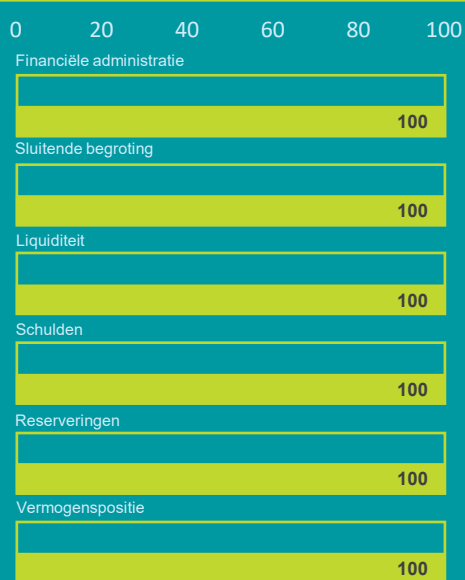 0 20 40 60 80 100
Financiële administratie
100
Sluitende begroting
100
Liquiditeit
100
Schulden
100
Reserveringen
100
Vermogenspositie
100